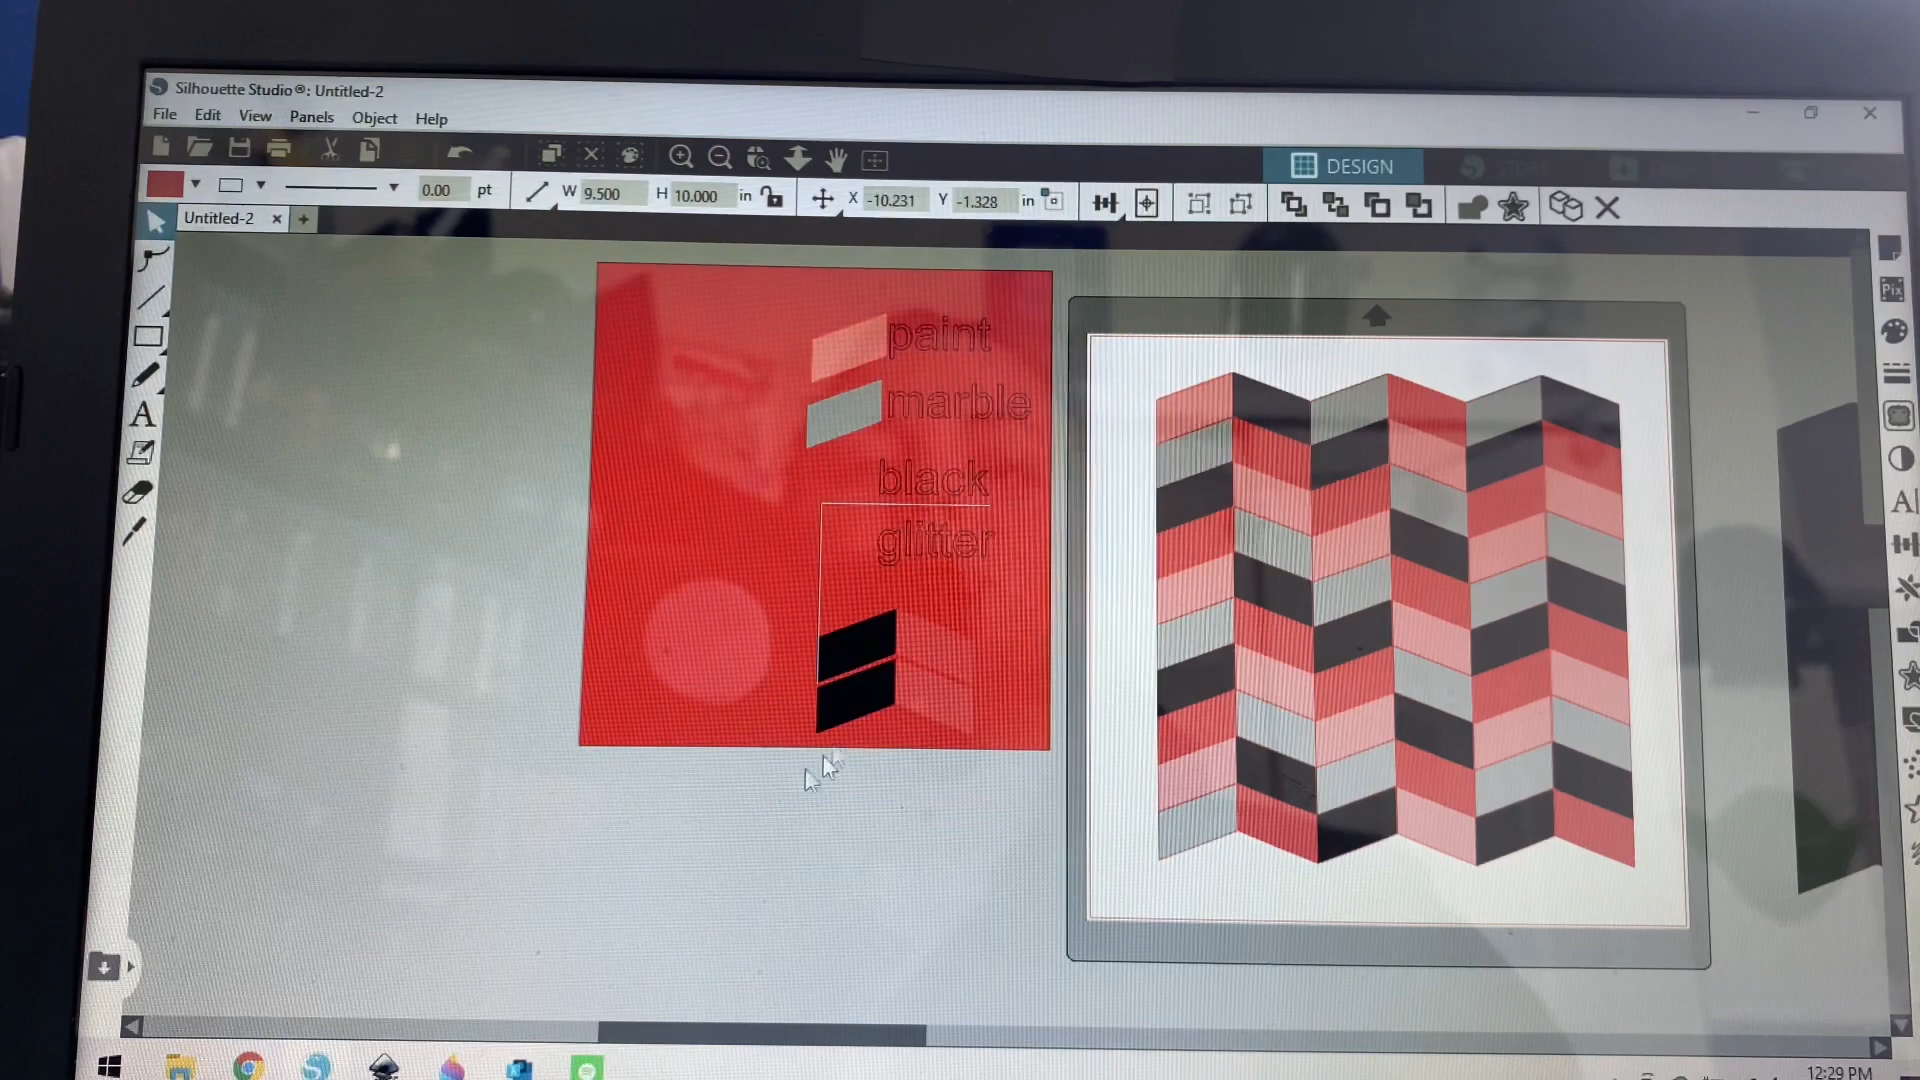 Silhouette Studio®: Untitled-2
File Edit View Panels Object Help
DESIGN
0.00 pt W 9.500 H 10.000 in X -10.231 Y -1.328 in
Untitled-2 × +
Pix
A
A
paint
marble
black
glitter
12:29 PM